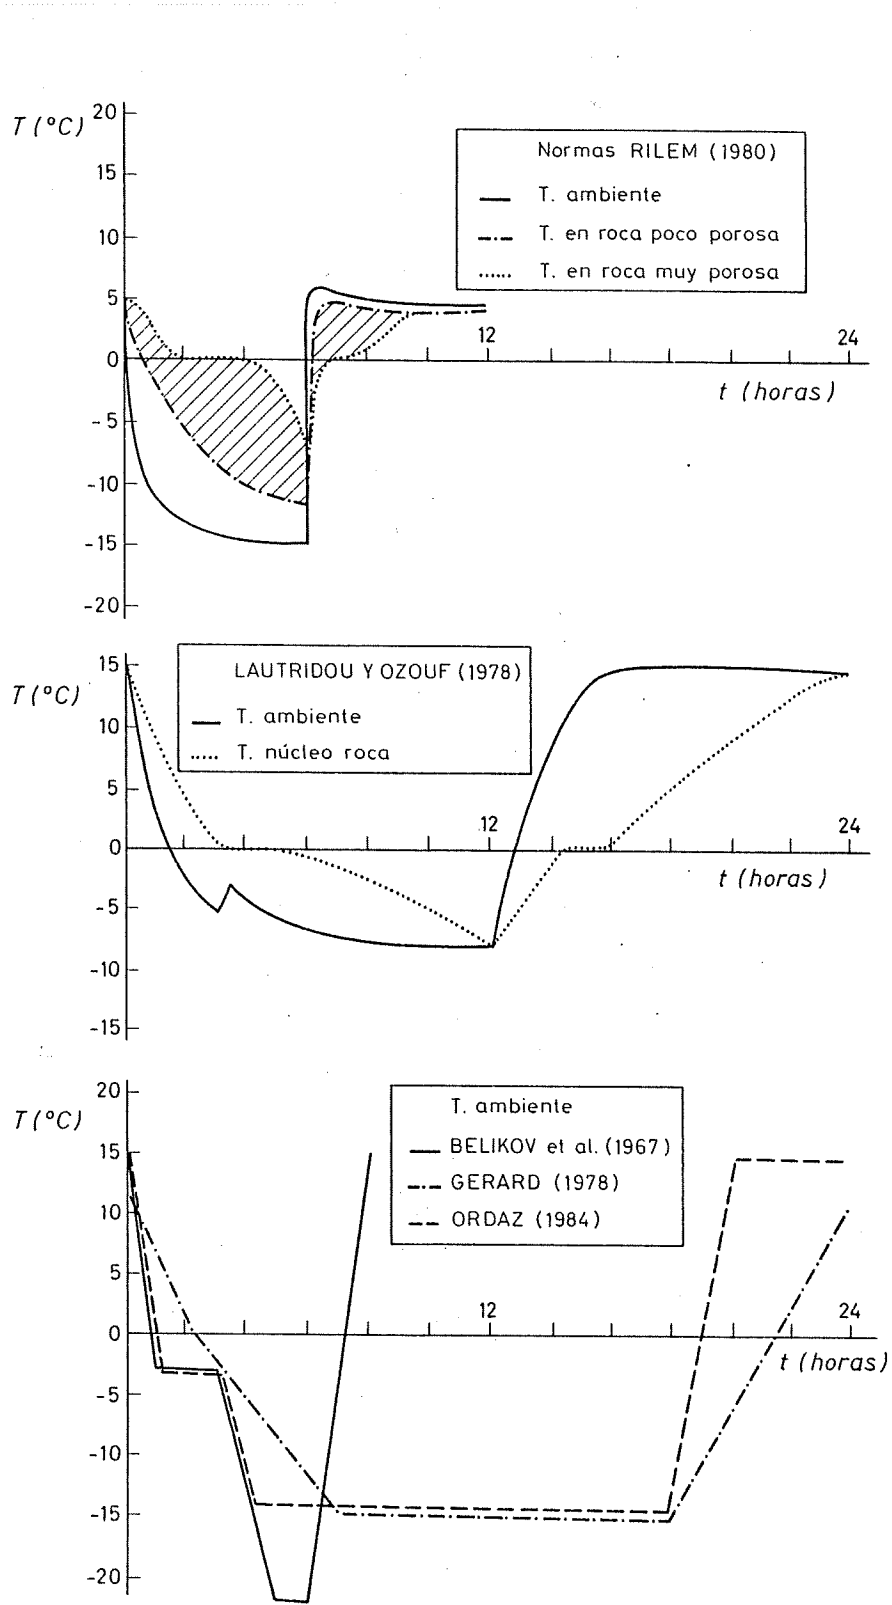 T (°C)
20
15
10
5
0
-5
-10
-15
-20
Normas RILEM (1980)
T. ambiente
T. en roca poco porosa
T. en roca muy porosa
12
24
t (horas)
T (°C)
15
10
5
0
-5
-10
-15
LAUTRIDOU Y OZOUF (1978)
T. ambiente
T. núcleo roca
12
24
t (horas)
T (°C)
20
15
10
5
0
-5
-10
-15
-20
T. ambiente
BELIKOV et al. (1967)
GERARD (1978)
ORDAZ (1984)
12
24
t (horas)